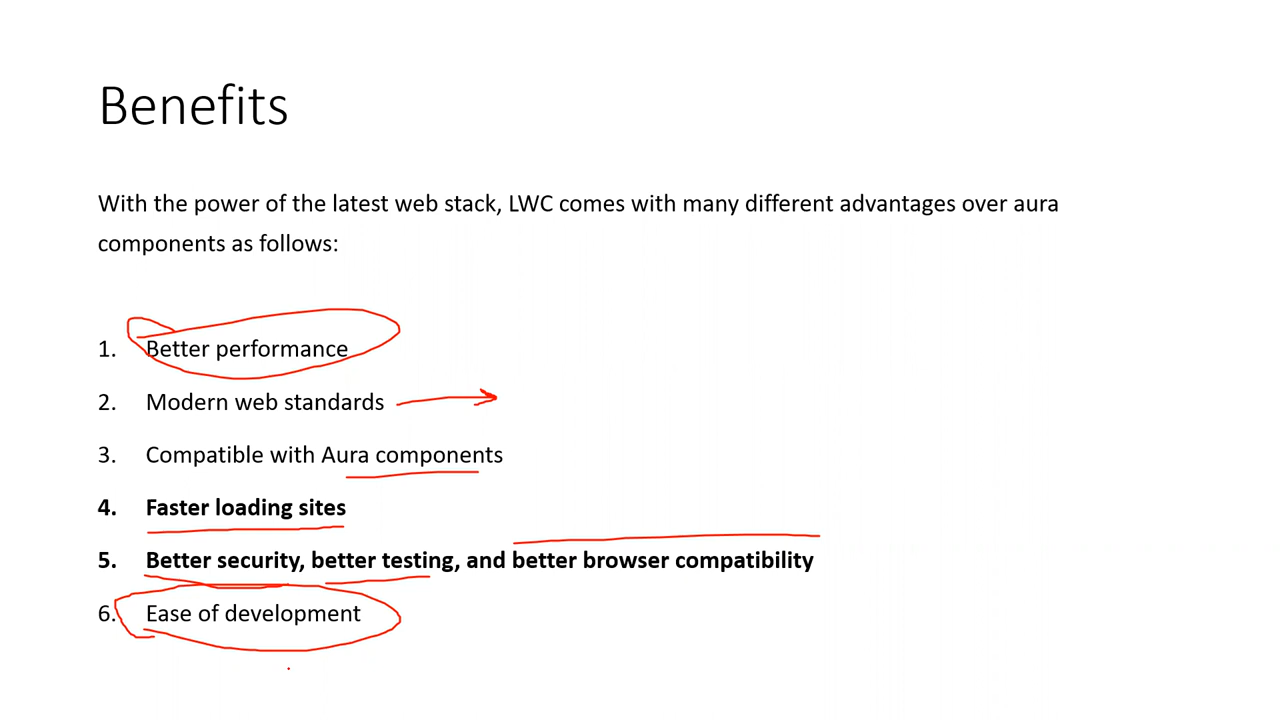 Benefits
With the power of the latest web stack, LWC comes with many different advantages over aura
components as follows:
1. Better performance
2. Modern web standards
3. Compatible with Aura components
4. Faster loading sites
5. Better security, better testing, and better browser compatibility
6. Ease of development